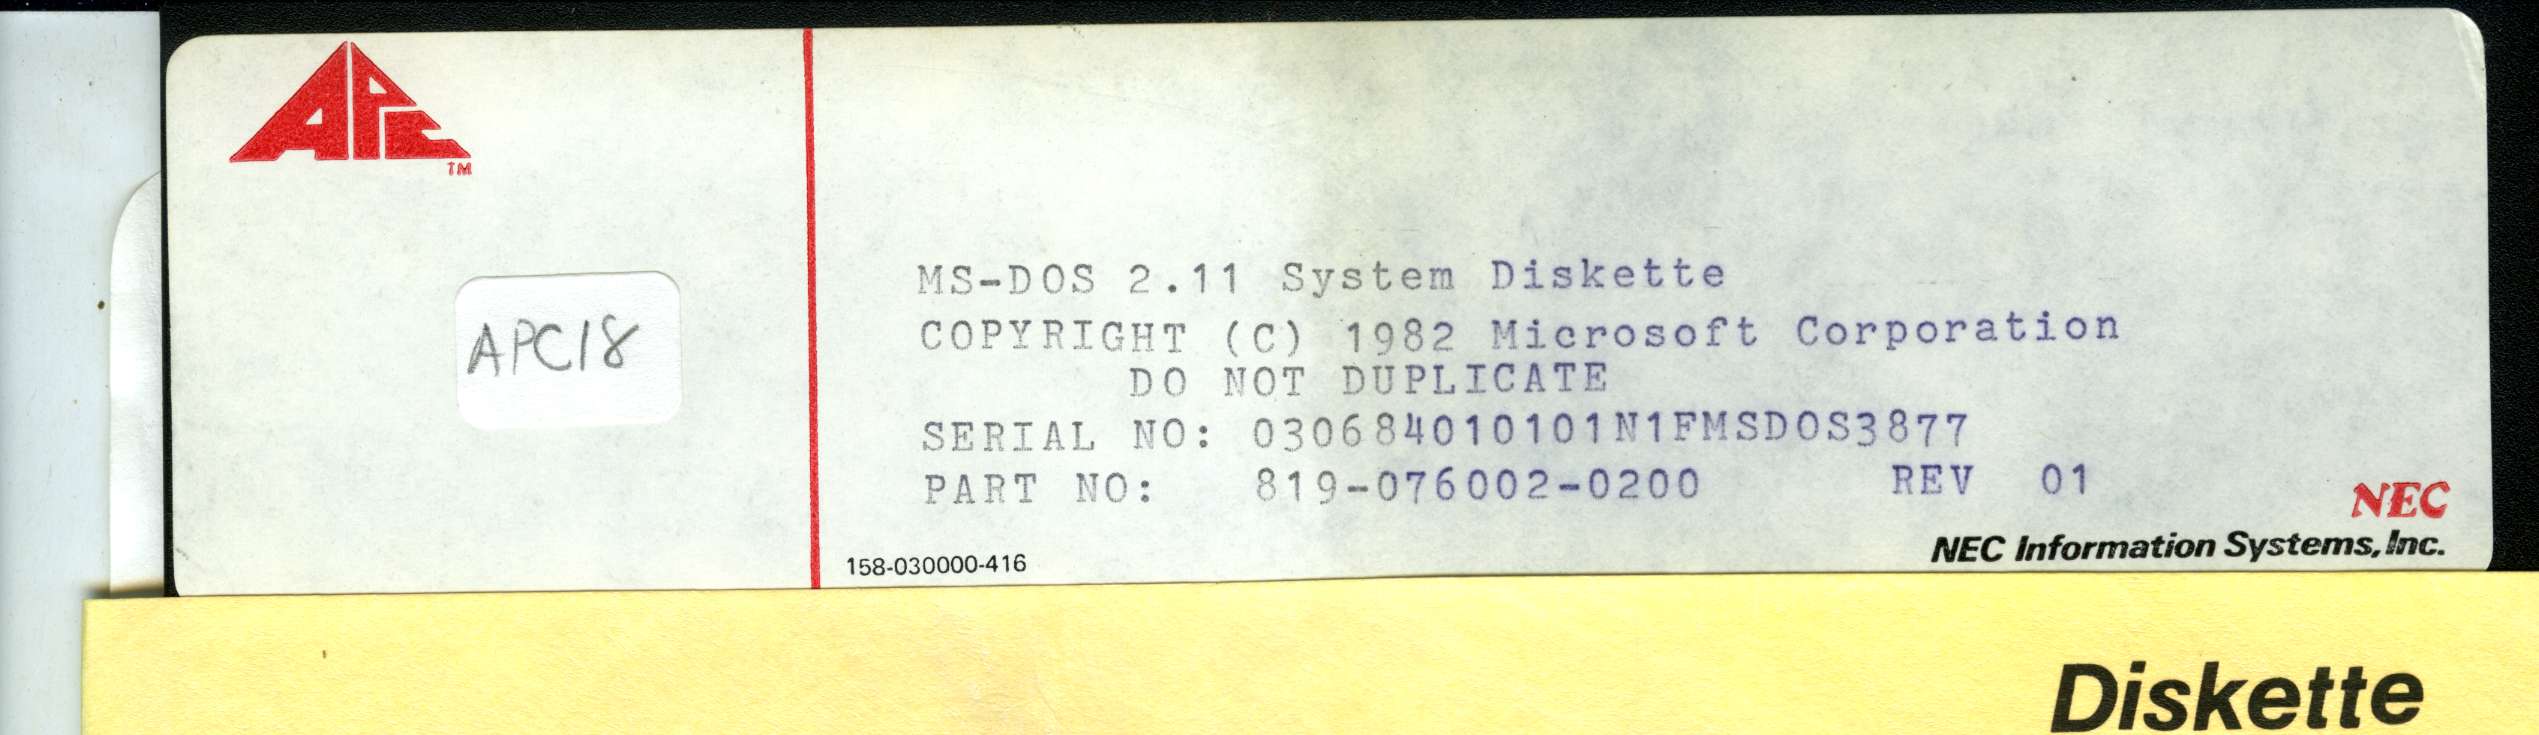 APC
TM
APC18
MS-DOS 2.11 System Diskette
COPYRIGHT (C) 1982 Microsoft Corporation
DO NOT DUPLICATE
SERIAL NO: 030684010101N1FMSDOS3877
PART NO: 819-076002-0200 REV 01
NEC
158-030000-416
NEC Information Systems, Inc.
Diskette